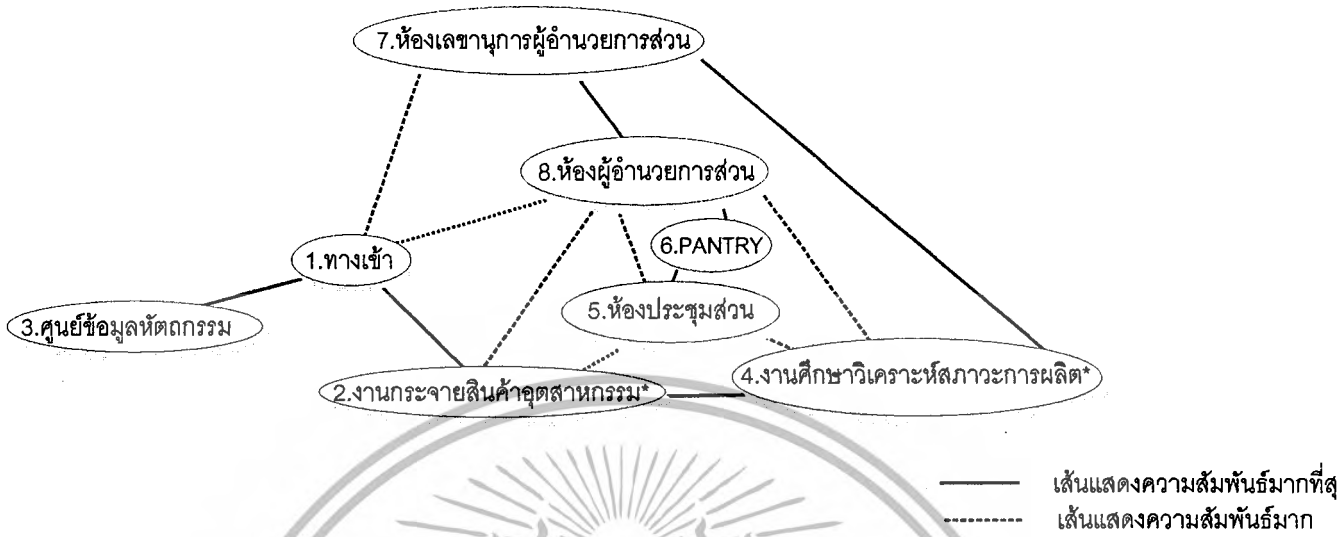 7.ห้องเลขานุการผู้อำนวยการส่วน
8.ห้องผู้อำนวยการส่วน
6.PANTRY
1.ทางเข้า
5.ห้องประชุมส่วน
3.ศูนย์ข้อมูลหัตถกรรม
4.งานศึกษาวิเคราะห์สภาวะการผลิต*
2.งานกระจายสินค้าอุตสาหกรรม*
เส้นแสดงความสัมพันธ์มากที่สุ
เส้นแสดงความสัมพันธ์มาก